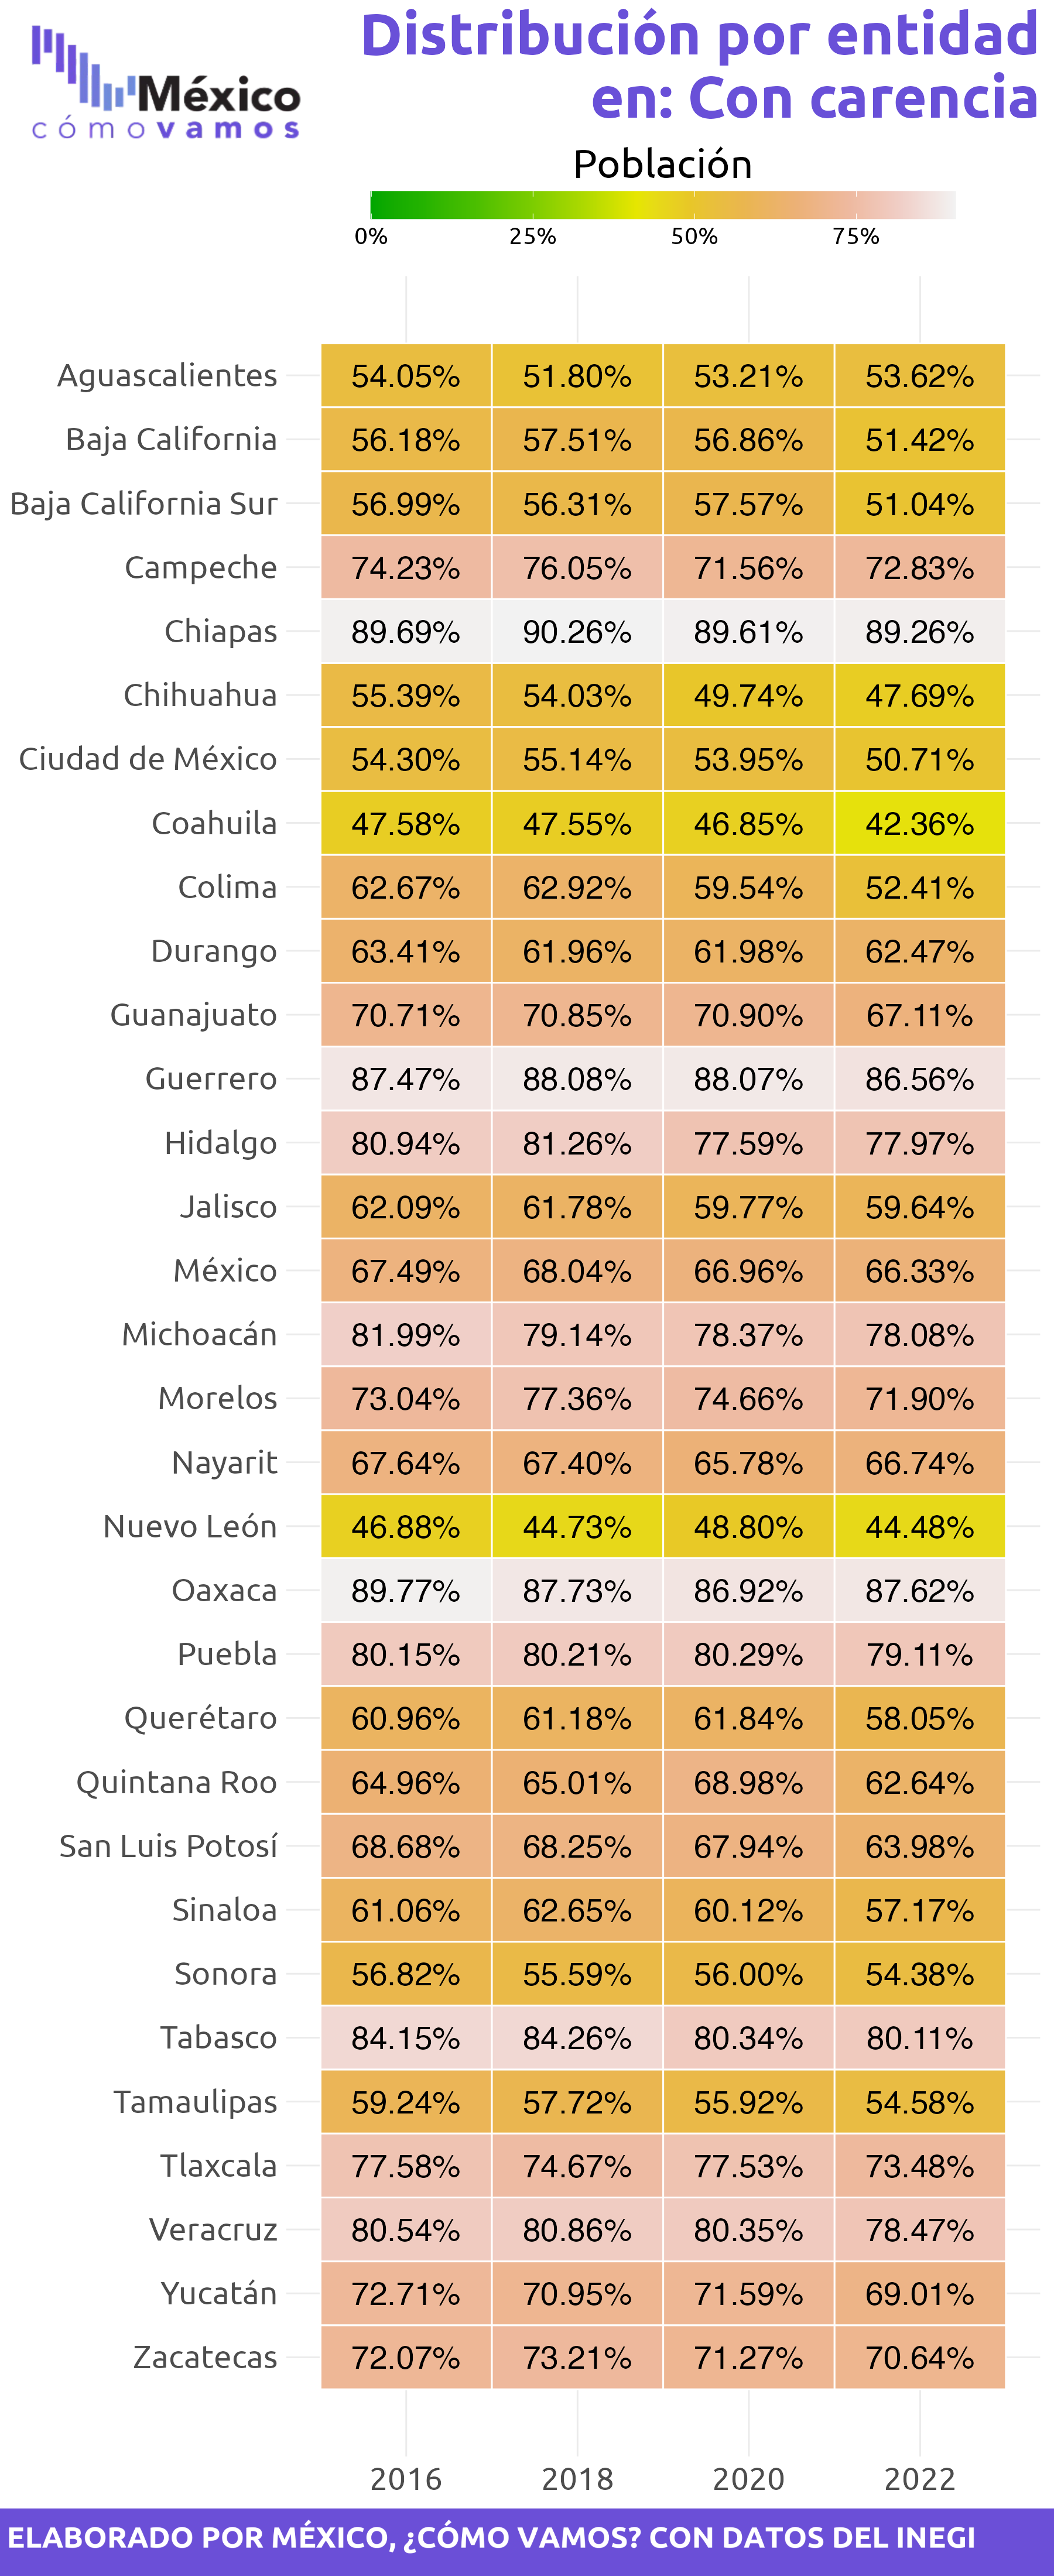 México
cómo vamos
Distribución por entidad
en: Con carencia
Población
0% 25% 50% 75%
Aguascalientes 54.05% 51.80% 53.21% 53.62%
Baja California 56.18% 57.51% 56.86% 51.42%
Baja California Sur 56.99% 56.31% 57.57% 51.04%
Campeche 74.23% 76.05% 71.56% 72.83%
Chiapas 89.69% 90.26% 89.61% 89.26%
Chihuahua 55.39% 54.03% 49.74% 47.69%
Ciudad de México 54.30% 55.14% 53.95% 50.71%
Coahuila 47.58% 47.55% 46.85% 42.36%
Colima 62.67% 62.92% 59.54% 52.41%
Durango 63.41% 61.96% 61.98% 62.47%
Guanajuato 70.71% 70.85% 70.90% 67.11%
Guerrero 87.47% 88.08% 88.07% 86.56%
Hidalgo 80.94% 81.26% 77.59% 77.97%
Jalisco 62.09% 61.78% 59.77% 59.64%
México 67.49% 68.04% 66.96% 66.33%
Michoacán 81.99% 79.14% 78.37% 78.08%
Morelos 73.04% 77.36% 74.66% 71.90%
Nayarit 67.64% 67.40% 65.78% 66.74%
Nuevo León 46.88% 44.73% 48.80% 44.48%
Oaxaca 89.77% 87.73% 86.92% 87.62%
Puebla 80.15% 80.21% 80.29% 79.11%
Querétaro 60.96% 61.18% 61.84% 58.05%
Quintana Roo 64.96% 65.01% 68.98% 62.64%
San Luis Potosí 68.68% 68.25% 67.94% 63.98%
Sinaloa 61.06% 62.65% 60.12% 57.17%
Sonora 56.82% 55.59% 56.00% 54.38%
Tabasco 84.15% 84.26% 80.34% 80.11%
Tamaulipas 59.24% 57.72% 55.92% 54.58%
Tlaxcala 77.58% 74.67% 77.53% 73.48%
Veracruz 80.54% 80.86% 80.35% 78.47%
Yucatán 72.71% 70.95% 71.59% 69.01%
Zacatecas 72.07% 73.21% 71.27% 70.64%
2016 2018 2020 2022
ELABORADO POR MÉXICO, ¿CÓMO VAMOS? CON DATOS DEL INEGI